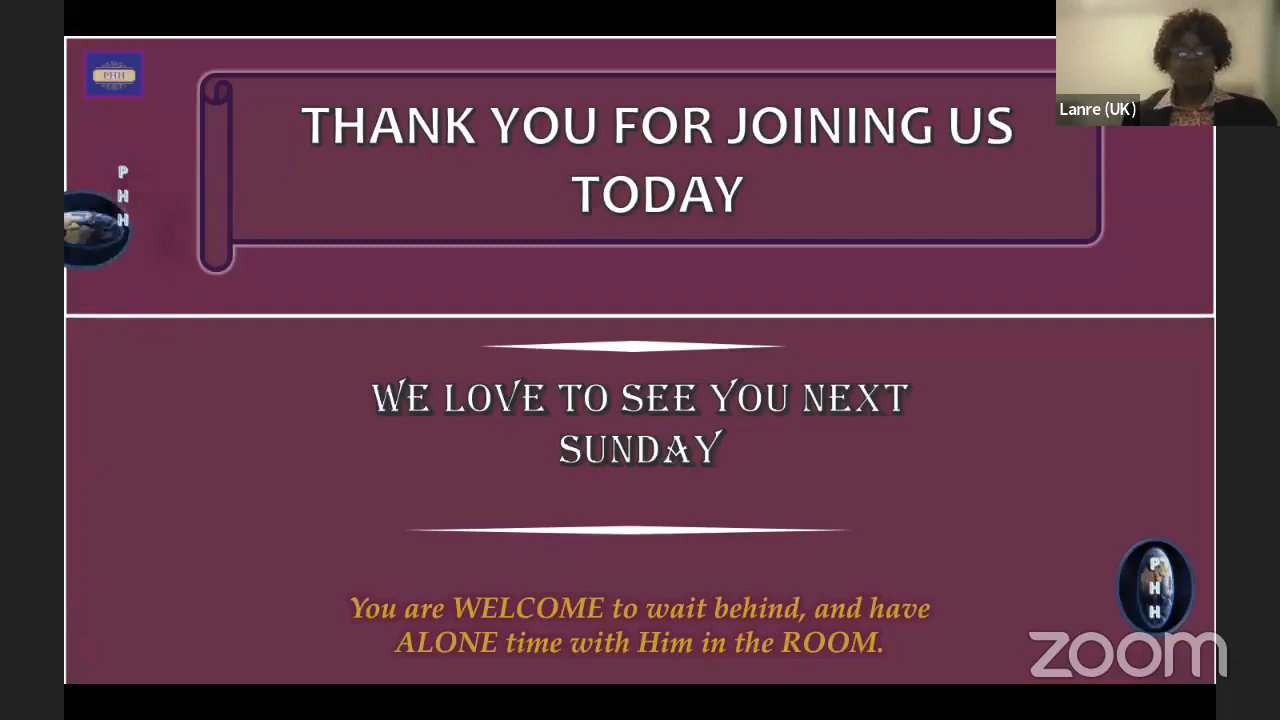 PHH
THANK YOU FOR JOINING US
TODAY
Lanre (UK)
P
H
H
WE LOVE TO SEE YOU NEXT
SUNDAY
You are WELCOME to wait behind, and have
ALONE time with Him in the ROOM.
P
H
H
zoom